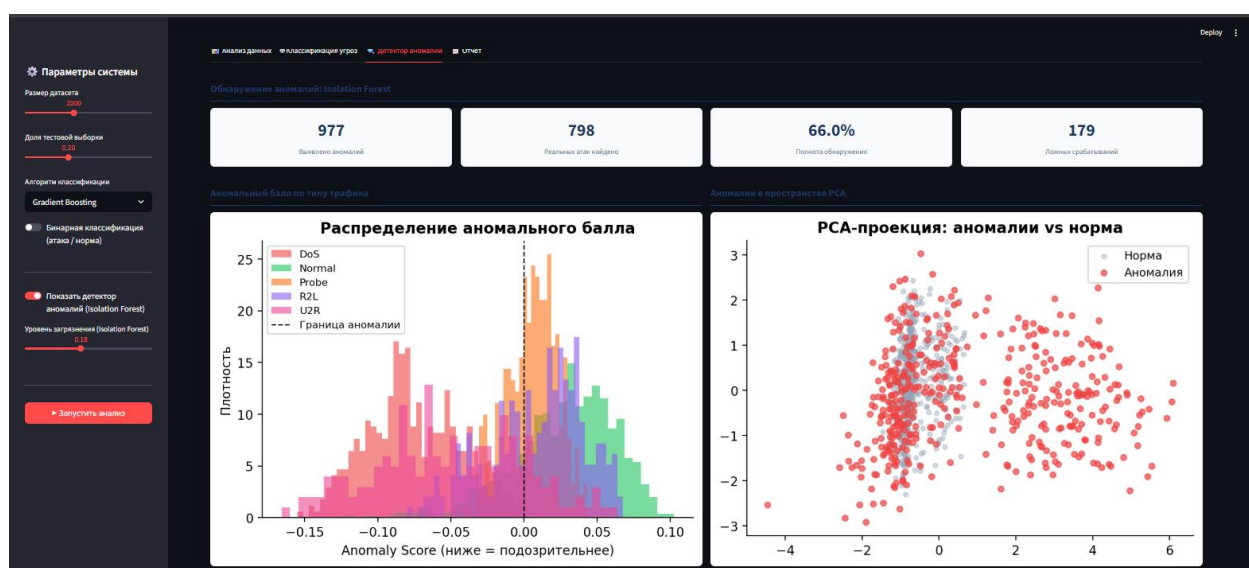 Deploy
Анализ данных Классификация угроз Детектор аномалий Отчет
Параметры системы
Размер датасета
2200
Доля тестовой выборки
0.20
Алгоритм классификации
Gradient Boosting
Бинарная классификация
(атака / норма)
Показать детектор
аномалий (Isolation Forest)
Уровень загрязнения (Isolation Forest)
0.18
Запустить анализ
Обнаружение аномалий: Isolation Forest
977
Выявлено аномалий
798
Реальных атак найдено
66.0%
Полнота обнаружения
179
Ложных срабатываний
Аномальный балл по типу трафика
Распределение аномального балла
DoS
Normal
Probe
R2L
U2R
Граница аномалии
Плотность
25
20
15
10
5
0
−0.15 −0.10 −0.05 0.00 0.05 0.10
Anomaly Score (ниже = подозрительнее)
Аномалии в пространстве PCA
PCA-проекция: аномалии vs норма
Норма
Аномалия
3
2
1
0
−1
−2
−3
−4 −2 0 2 4 6